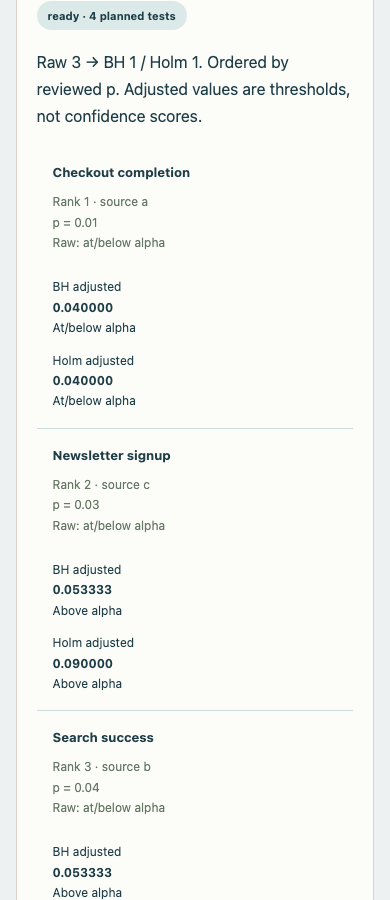 ready · 4 planned tests
Raw 3 → BH 1 / Holm 1. Ordered by
reviewed p. Adjusted values are thresholds,
not confidence scores.
Checkout completion
Rank 1 · source a
p = 0.01
Raw: at/below alpha
BH adjusted
0.040000
At/below alpha
Holm adjusted
0.040000
At/below alpha
Newsletter signup
Rank 2 · source c
p = 0.03
Raw: at/below alpha
BH adjusted
0.053333
Above alpha
Holm adjusted
0.090000
Above alpha
Search success
Rank 3 · source b
p = 0.04
Raw: at/below alpha
BH adjusted
0.053333
Above alpha